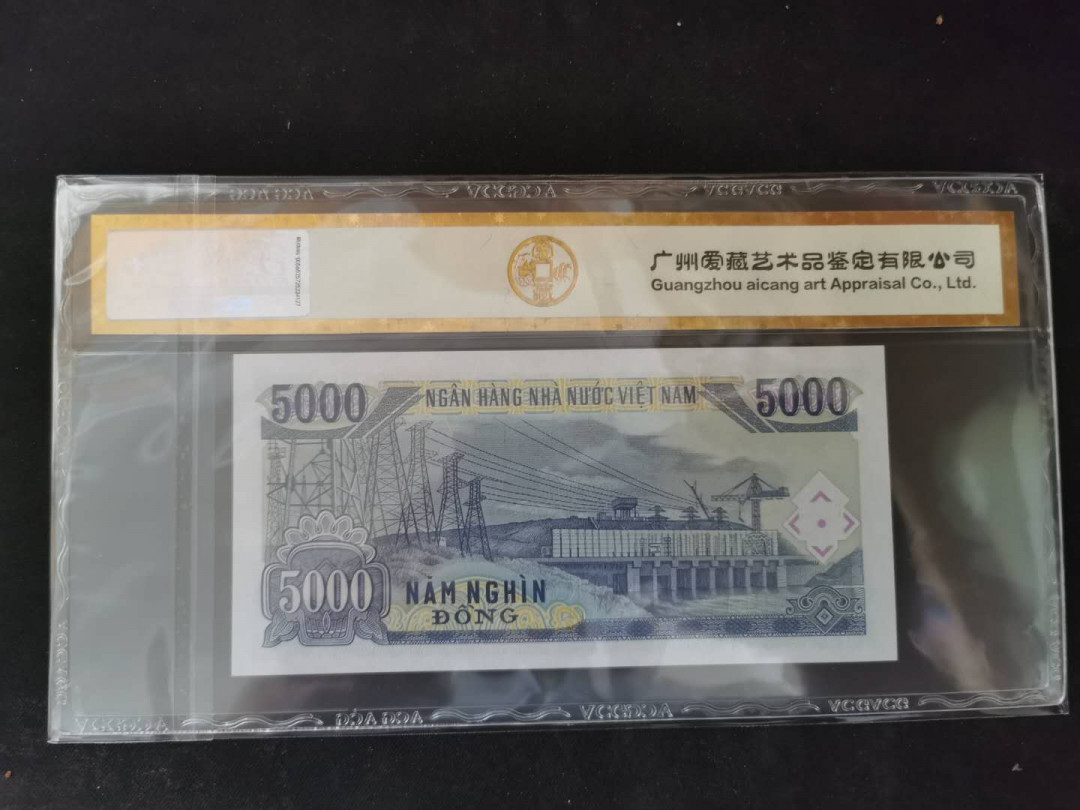 广州爱藏艺术品鉴定有限公司
Guangzhou aicang art Appraisal Co., Ltd.
5000 NGÂN HÀNG NHÀ NƯỚC VIỆT NAM 5000
5000
NĂM NGHÌN
ĐỒNG